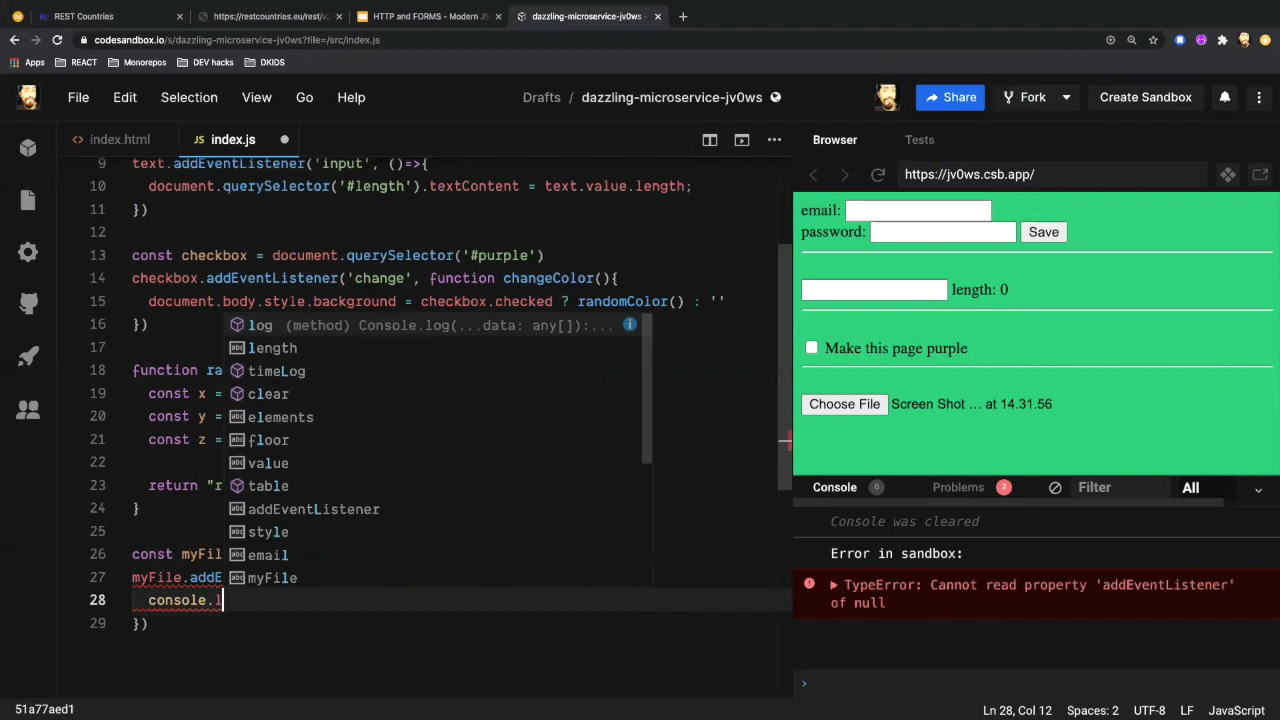 REST Countries
https://restcountries.eu/rest/v2
HTTP and FORMS - Modern JS
dazzling-microservice-jv0ws - C
codesandbox.io/s/dazzling-microservice-jv0ws?file=/src/index.js
Apps REACT Monorepos DEV hacks DKIDS
File Edit Selection View Go Help
Drafts / dazzling-microservice-jv0ws
Share Fork Create Sandbox
index.html
JS index.js
Browser Tests
https://jv0ws.csb.app/
9 text.addEventListener('input', ()=>{
10 document.querySelector('#length').textContent = text.value.length;
11 })
12
13 const checkbox = document.querySelector('#purple')
14 checkbox.addEventListener('change', function changeColor(){
15 document.body.style.background = checkbox.checked ? randomColor() : ''
16 })
17
18 function ra
19 const x =
20 const y =
21 const z =
22
23 return "r
24 }
25
26 const myFil
27 myFile.addE
28 console.l
29 })
log (method) Console.log(...data: any[]):...
length
timeLog
clear
elements
floor
value
table
addEventListener
style
email
myFile
email:
password: Save
length: 0
Make this page purple
Choose File Screen Shot ... at 14.31.56
Console 0 Problems 2 Filter All
Console was cleared
Error in sandbox:
TypeError: Cannot read property 'addEventListener'
of null
51a77aed1
Ln 28, Col 12 Spaces: 2 UTF-8 LF JavaScript